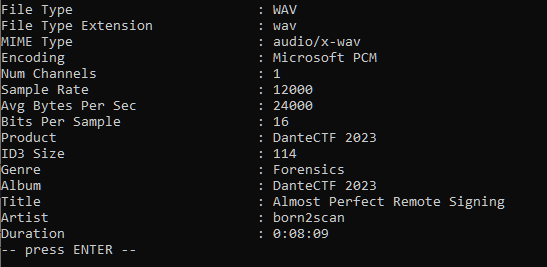 File Type : WAV
File Type Extension : wav
MIME Type : audio/x-wav
Encoding : Microsoft PCM
Num Channels : 1
Sample Rate : 12000
Avg Bytes Per Sec : 24000
Bits Per Sample : 16
Product : DanteCTF 2023
ID3 Size : 114
Genre : Forensics
Album : DanteCTF 2023
Title : Almost Perfect Remote Signing
Artist : born2scan
Duration : 0:08:09
-- press ENTER --